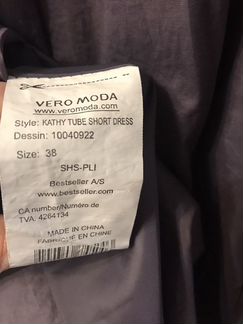 VERO MODA
www.veromoda.com
Style: KATHY TUBE SHORT DRESS
Dessin: 10040922
Size: 38
SHS-PLI
Bestseller A/S
www.bestseller.com
CA number/Numéro de
TVA: 4264134
MADE IN CHINA
FABRIQUE EN CHINE